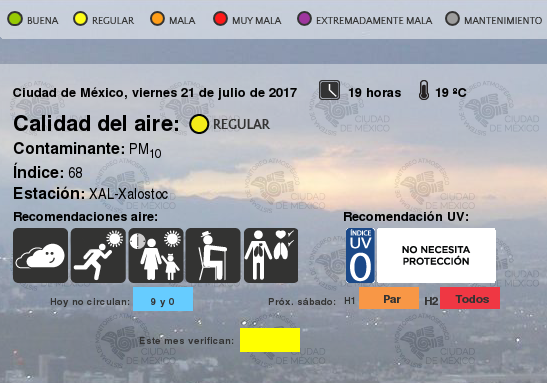 BUENA REGULAR MALA MUY MALA EXTREMADAMENTE MALA MANTENIMIENTO
Ciudad de México, viernes 21 de julio de 2017 19 horas 19 ºC
Calidad del aire: REGULAR
Contaminante: PM10
Índice: 68
Estación: XAL-Xalostoc
Recomendaciones aire: Recomendación UV:
ÍNDICE UV 0 NO NECESITA
PROTECCIÓN
Hoy no circulan: 9 y 0 Próx. sábado: H1 Par H2 Todos
Este mes verifican: